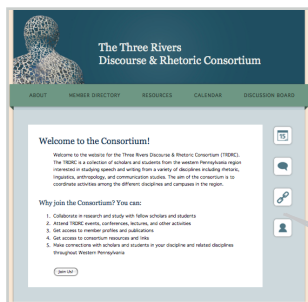 The Three Rivers
Discourse & Rhetoric Consortium
ABOUT MEMBER DIRECTORY RESOURCES CALENDAR DISCUSSION BOARD
15
Welcome to the Consortium!
Welcome to the website for the Three Rivers Discourse & Rhetoric Consortium (TRDRC).
The TRDRC is a collection of scholars and students from the western Pennsylvania region
interested in studying speech and writing from a variety of disciplines including rhetoric,
linguistics, anthropology, and communication studies. The aim of the consortium is to
coordinate activities among the different disciplines and campuses in the region.
Why join the Consortium? You can:
1. Collaborate in research and study with fellow scholars and students
2. Attend TRDRC events, conferences, lectures, and other activities
3. Get access to member profiles and publications
4. Get access to consortium resources and links
5. Make connections with scholars and students in your discipline and related disciplines
throughout Western Pennsylvania
Join Us!